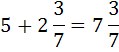 5 + 2 3/7 = 7 3/7